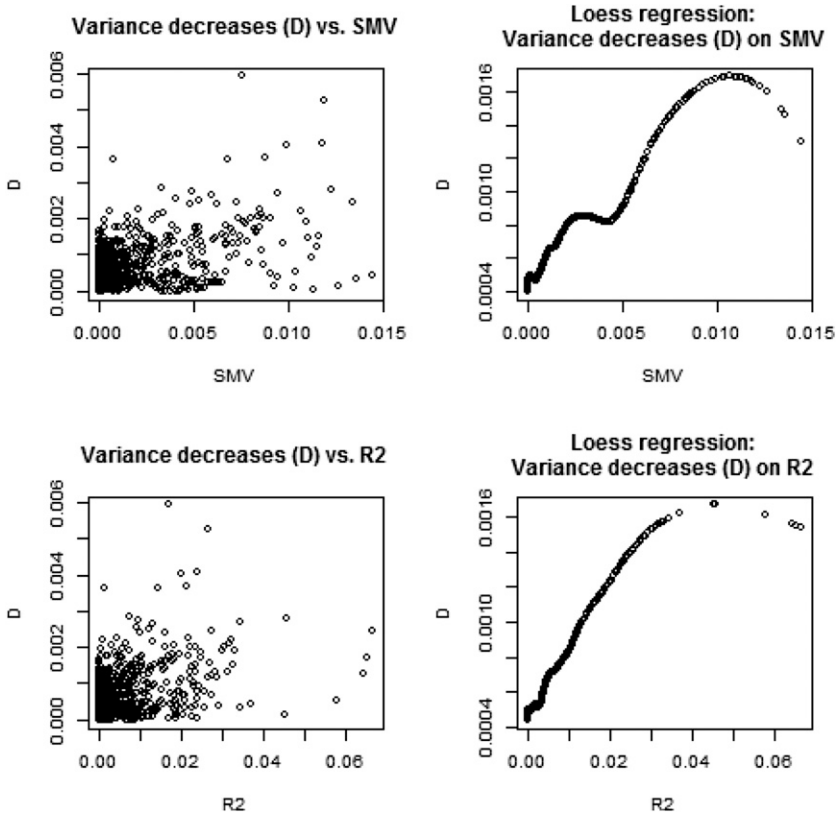 Variance decreases (D) vs. SMV
D
0.000 0.002 0.004 0.006
0.000 0.005 0.010 0.015
SMV
Loess regression:
Variance decreases (D) on SMV
D
0.0004 0.0010 0.0016
0.000 0.005 0.010 0.015
SMV
Variance decreases (D) vs. R2
D
0.000 0.002 0.004 0.006
0.00 0.02 0.04 0.06
R2
Loess regression:
Variance decreases (D) on R2
D
0.0004 0.0010 0.0016
0.00 0.02 0.04 0.06
R2